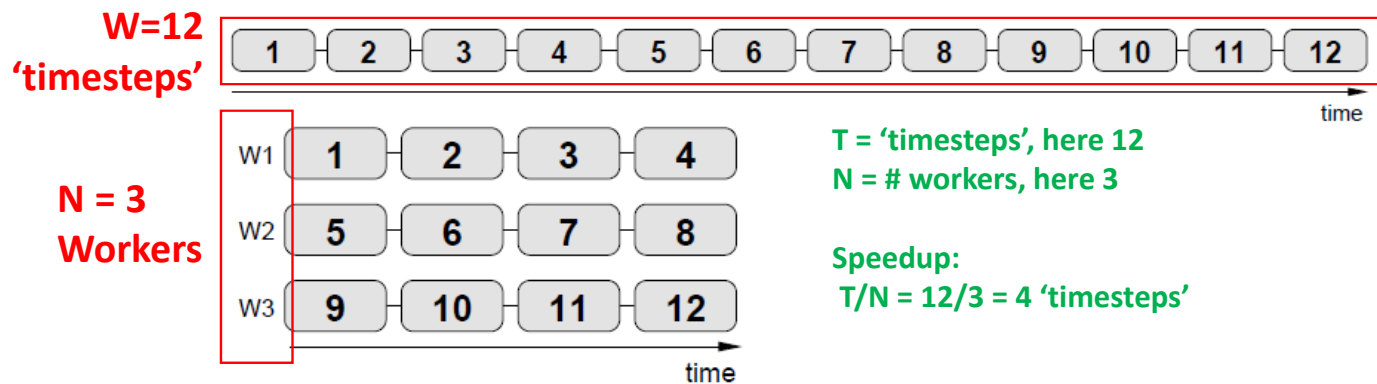 W=12
‘timesteps’
1 2 3 4 5 6 7 8 9 10 11 12
time
N = 3
Workers
W1 1 2 3 4
W2 5 6 7 8
W3 9 10 11 12
time
T = ‘timesteps’, here 12
N = # workers, here 3
Speedup:
T/N = 12/3 = 4 ‘timesteps’